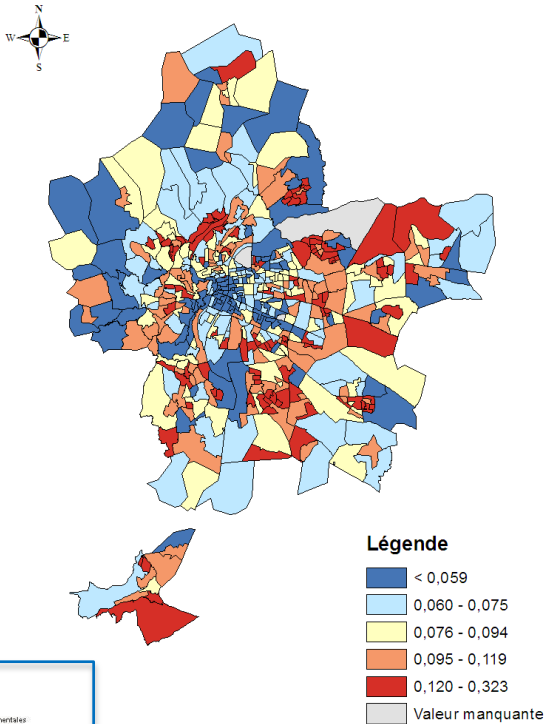 N
W E
S
Légende
< 0,059
0,060 - 0,075
0,076 - 0,094
0,095 - 0,119
0,120 - 0,323
Valeur manquante
mentales